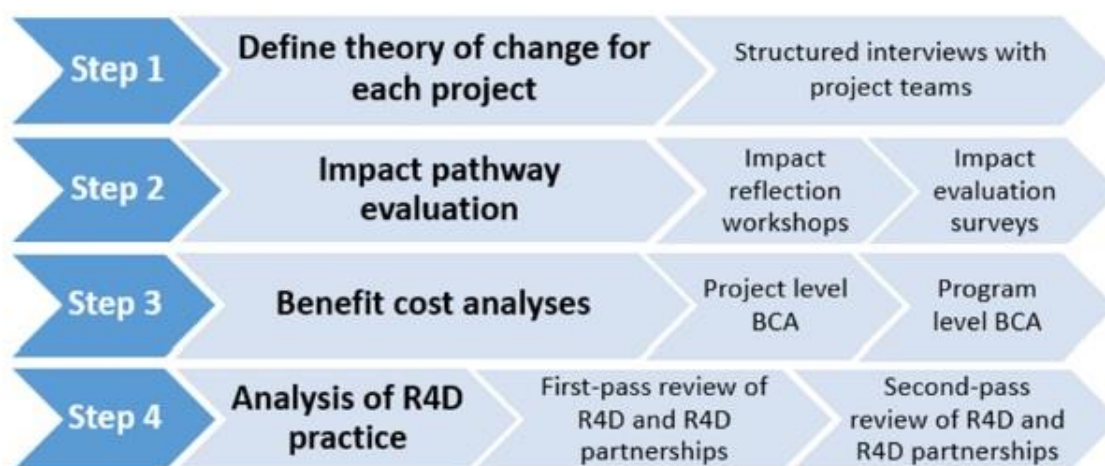 Step 1
Define theory of change for
each project
Structured interviews with
project teams
Step 2
Impact pathway
evaluation
Impact
reflection
workshops
Impact
evaluation
surveys
Step 3
Benefit cost analyses
Project level
BCA
Program
level BCA
Step 4
Analysis of R4D
practice
First-pass review of
R4D and R4D
partnerships
Second-pass
review of R4D and
R4D partnerships